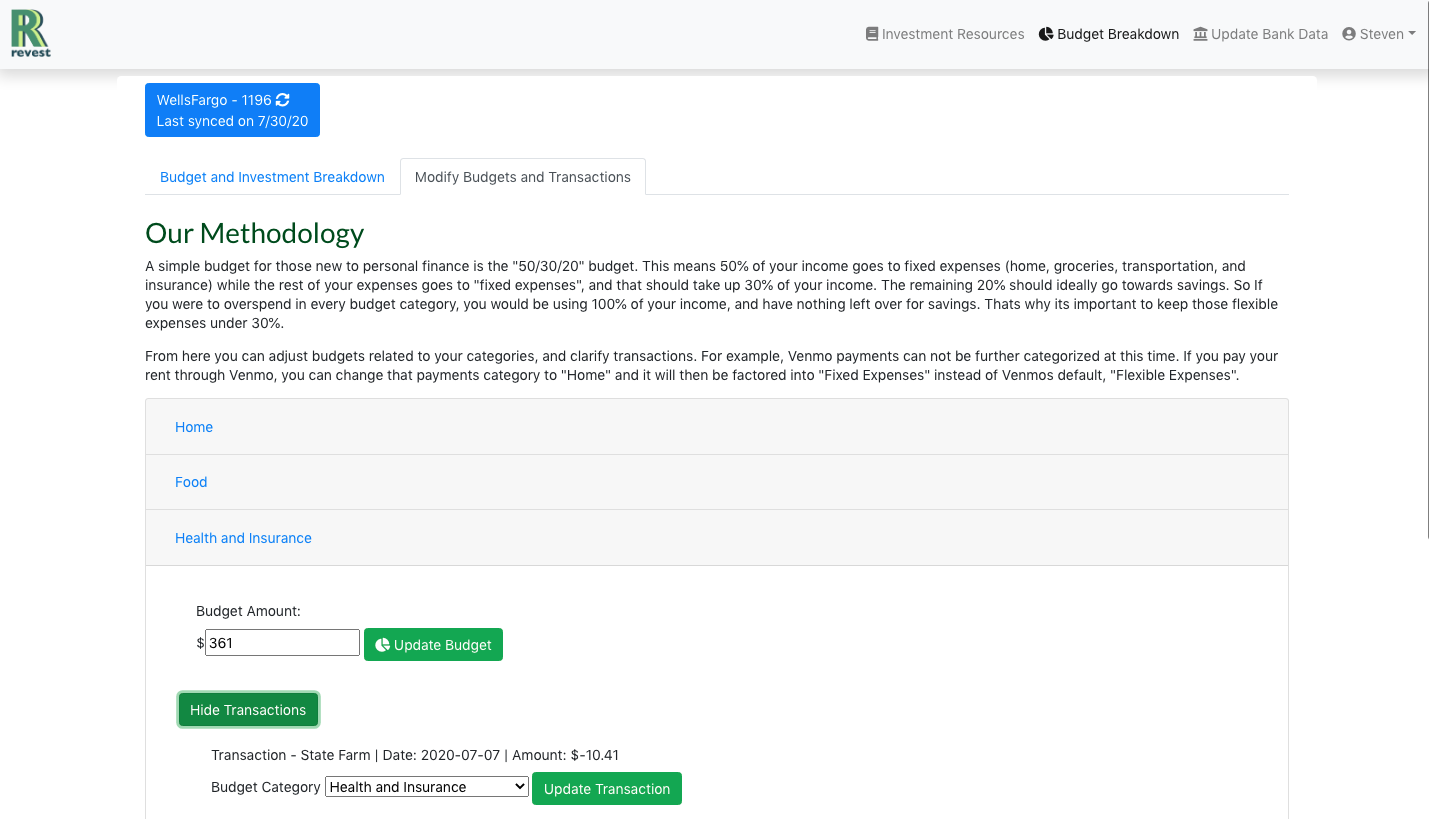 R
revest
Investment Resources
Budget Breakdown
Update Bank Data
Steven
WellsFargo - 1196
Last synced on 7/30/20
Budget and Investment Breakdown
Modify Budgets and Transactions
Our Methodology
A simple budget for those new to personal finance is the "50/30/20" budget. This means 50% of your income goes to fixed expenses (home, groceries, transportation, and
insurance) while the rest of your expenses goes to "fixed expenses", and that should take up 30% of your income. The remaining 20% should ideally go towards savings. So If
you were to overspend in every budget category, you would be using 100% of your income, and have nothing left over for savings. Thats why its important to keep those flexible
expenses under 30%.
From here you can adjust budgets related to your categories, and clarify transactions. For example, Venmo payments can not be further categorized at this time. If you pay your
rent through Venmo, you can change that payments category to "Home" and it will then be factored into "Fixed Expenses" instead of Venmos default, "Flexible Expenses".
Home
Food
Health and Insurance
Budget Amount:
$361
Update Budget
Hide Transactions
Transaction - State Farm | Date: 2020-07-07 | Amount: $-10.41
Budget Category Health and Insurance Update Transaction